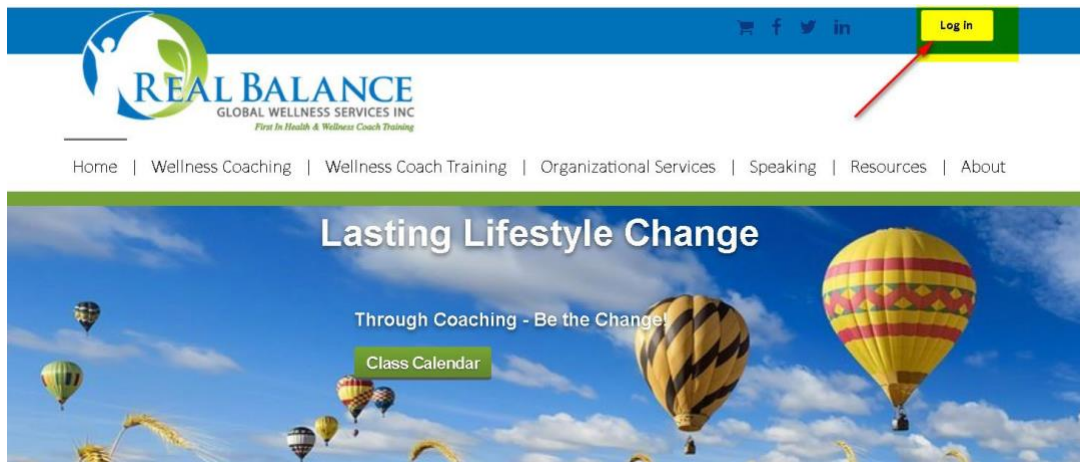 Log in
REAL BALANCE
GLOBAL WELLNESS SERVICES INC
First In Health & Wellness Coach Training
Home | Wellness Coaching | Wellness Coach Training | Organizational Services | Speaking | Resources | About
Lasting Lifestyle Change
Through Coaching - Be the Change!
Class Calendar